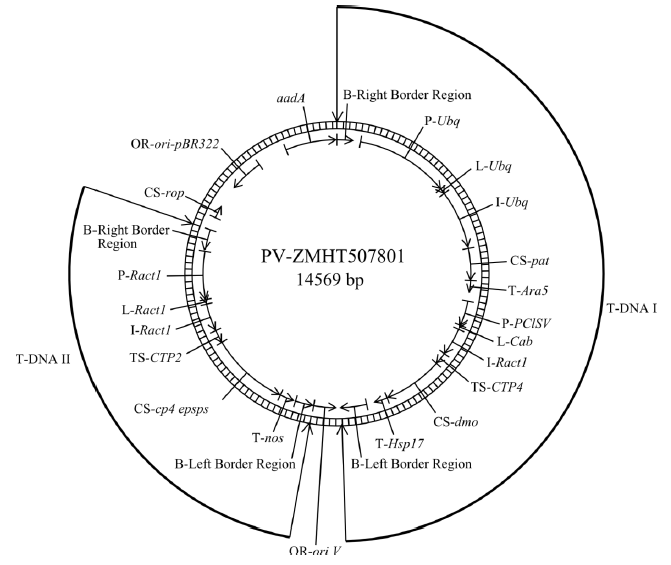 aadA
B-Right Border Region
P-Ubq
OR-ori-pBR322
L-Ubq
CS-rop
I-Ubq
B-Right Border
Region
PV-ZMHT507801
14569 bp
CS-pat
P-Ract1
T-Ara5
T-DNA I
L-Ract1
P-PClSV
I-Ract1
L-Cab
T-DNA II
TS-CTP2
I-Ract1
TS-CTP4
CS-cp4 epsps
CS-dmo
T-nos
T-Hsp17
B-Left Border Region
B-Left Border Region
OR-ori V